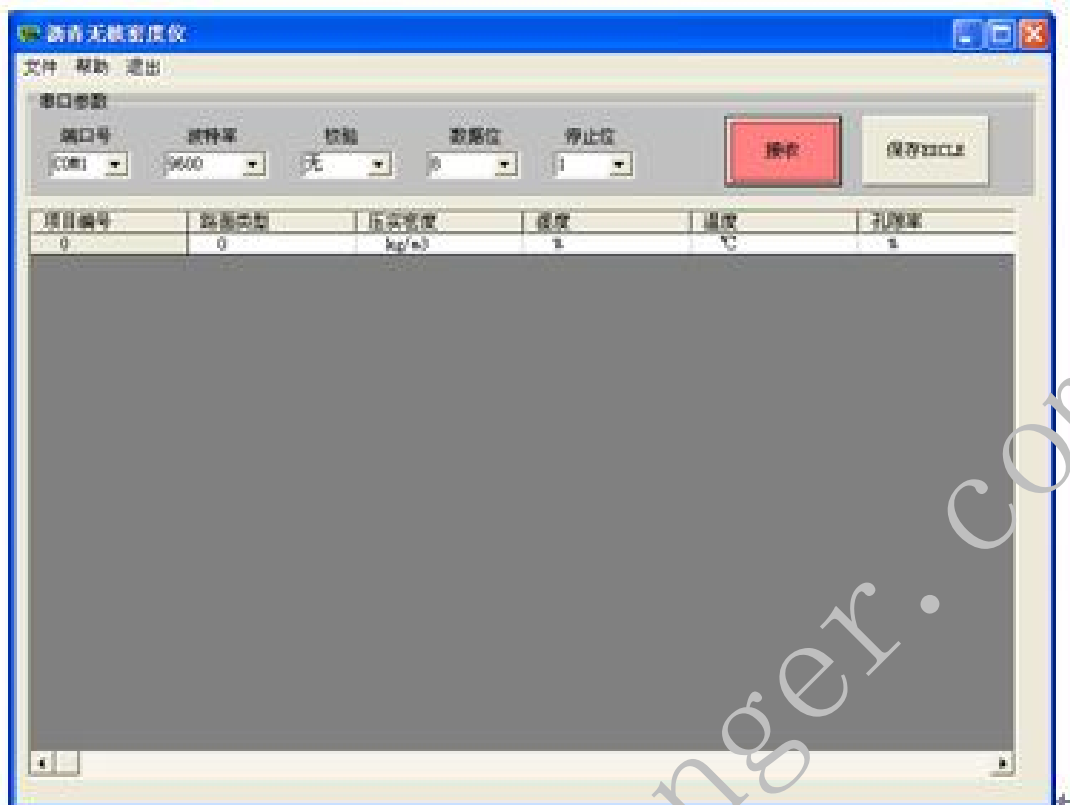 沥青无核密度仪
文件 帮助 退出
串口参数
端口号 波特率 校验 数据位 停止位
COM1 9600 无 8 1
接收 保存EXCLE
项目编号 路面类型 压实密度 湿度 温度 孔隙率
0 0 kg/m3 % ℃ %
nger.co